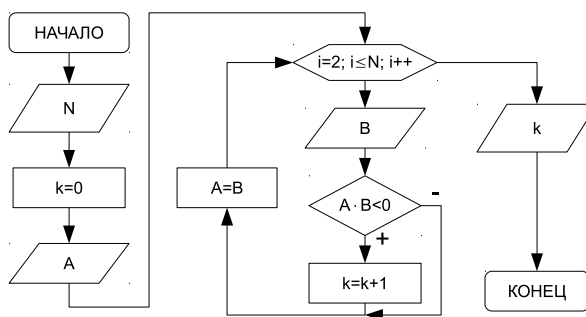 НАЧАЛО
N
k=0
A
i=2; i≤N; i++
B
A · B<0
-
+
k=k+1
A=B
k
КОНЕЦ